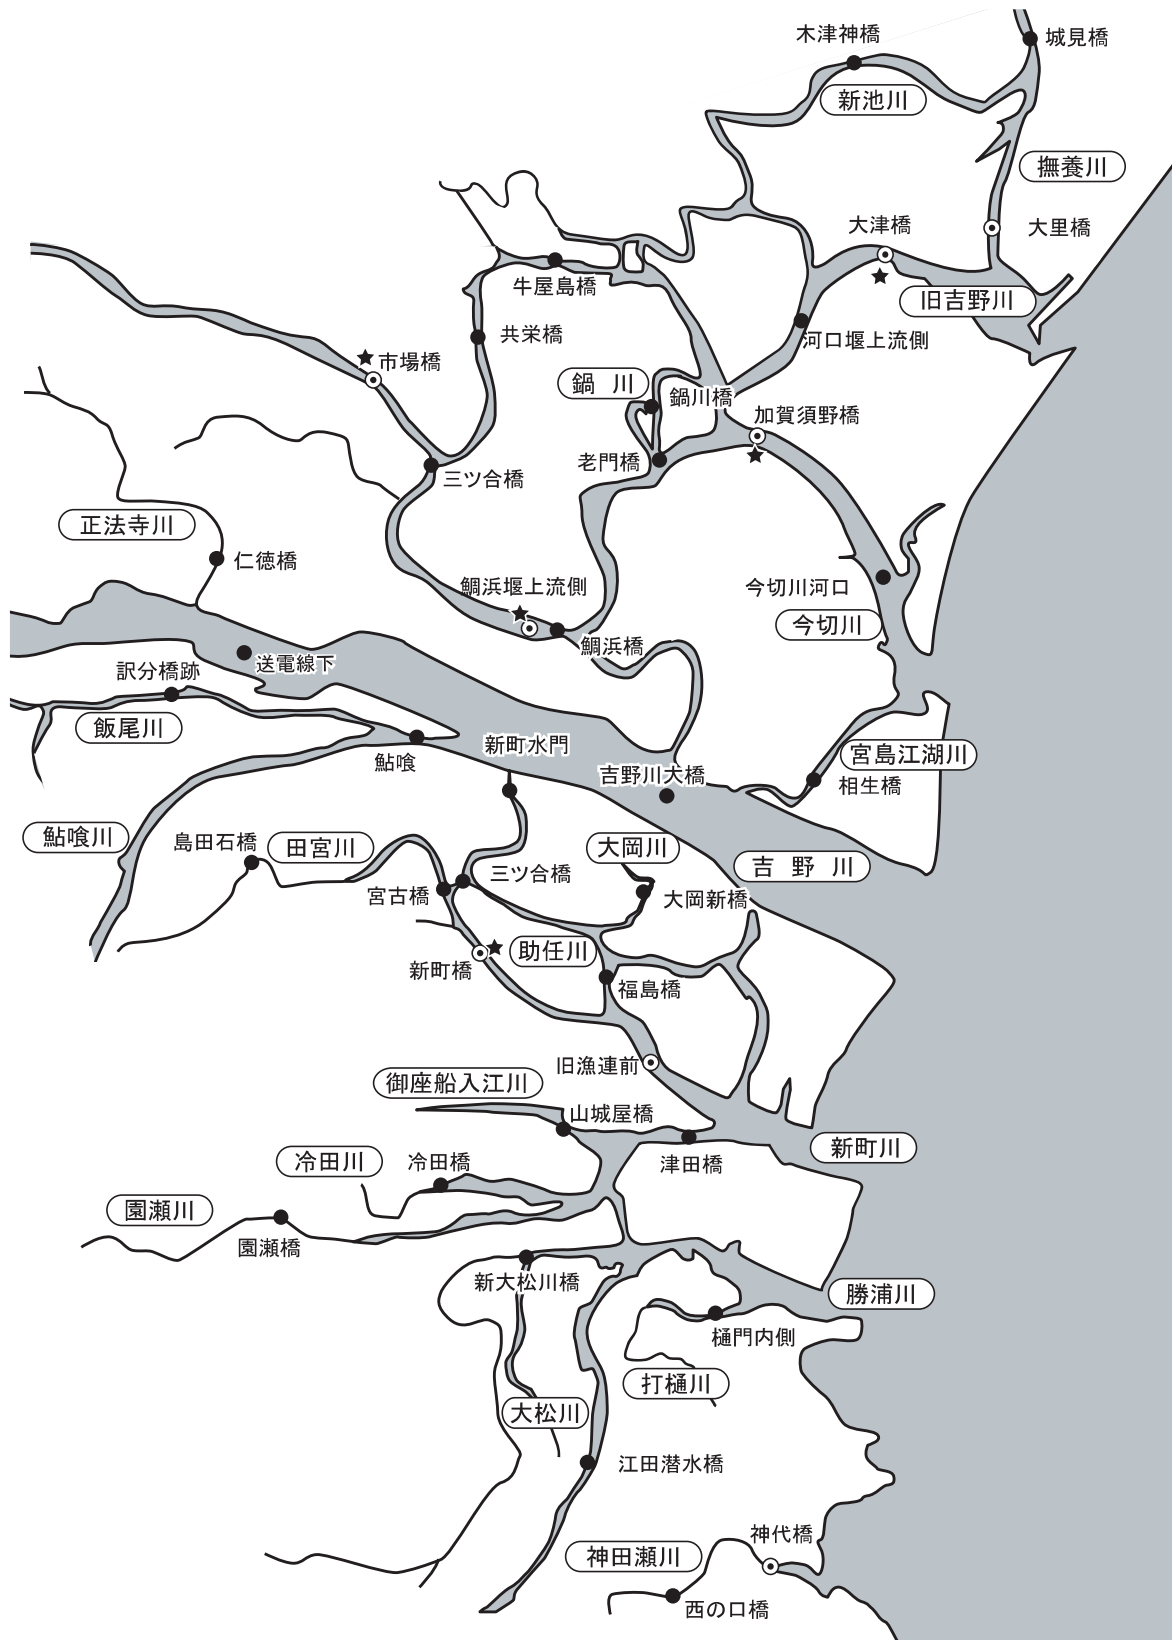 木津神橋
城見橋
新池川
撫養川
大津橋
大里橋
牛屋島橋
旧吉野川
共栄橋
河口堰上流側
市場橋
鍋 川
鍋川橋
加賀須野橋
老門橋
三ツ合橋
正法寺川
仁徳橋
鯛浜堰上流側
今切川河口
今切川
鯛浜橋
送電線下
訳分橋跡
飯尾川
新町水門
鮎喰
吉野川大橋
宮島江湖川
相生橋
鮎喰川
島田石橋
田宮川
大岡川
吉 野 川
三ツ合橋
宮古橋
大岡新橋
助任川
新町橋
福島橋
旧漁連前
御座船入江川
山城屋橋
新町川
冷田川
冷田橋
津田橋
園瀬川
園瀬橋
新大松川橋
勝浦川
樋門内側
打樋川
大松川
江田潜水橋
神代橋
神田瀬川
西の口橋